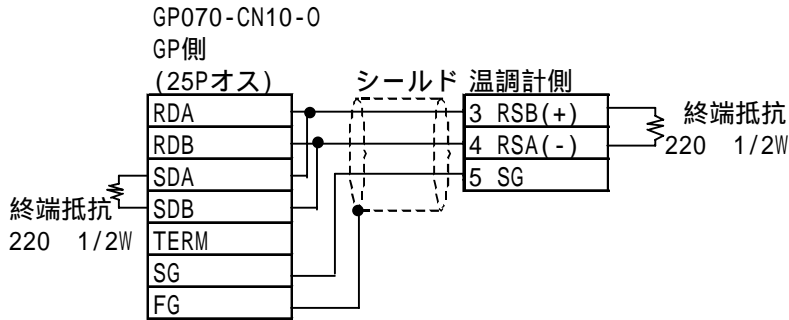 GP070-CN10-O
GP側
(25Pオス)
シールド 温調計側
RDA
RDB
SDA
SDB
TERM
SG
FG
3 RSB(+)
4 RSA(-)
5 SG
終端抵抗
220 1/2W
終端抵抗
220 1/2W